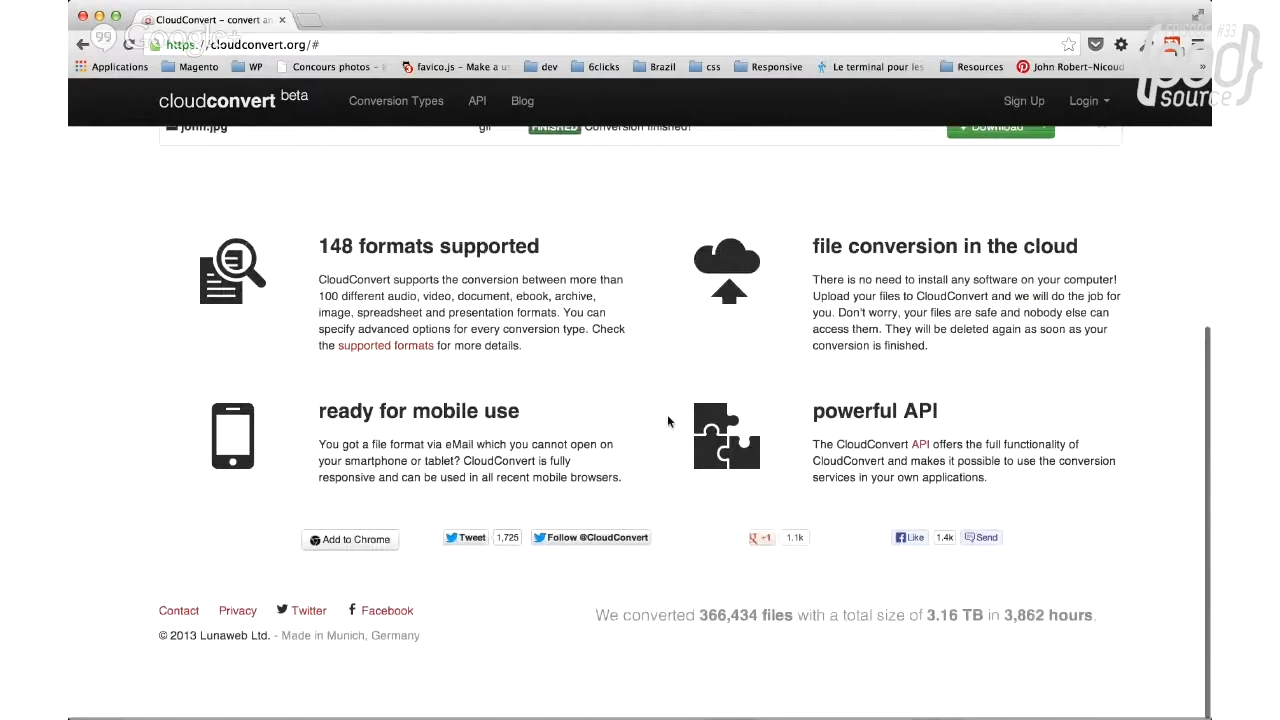 CloudConvert – convert an
Google+
EPISODE #33
https://cloudconvert.org/#
{pod}
source
Applications Magento WP Concours photos - favico.js – Make a dev 6clicks Brazil css Responsive Le terminal pour les Resources John Robert-Nicoud »
cloudconvert beta Conversion Types API Blog Sign Up Login
john.jpg gif FINISHED Conversion finished! Download
148 formats supported
CloudConvert supports the conversion between more than
100 different audio, video, document, ebook, archive,
image, spreadsheet and presentation formats. You can
specify advanced options for every conversion type. Check
the supported formats for more details.
file conversion in the cloud
There is no need to install any software on your computer!
Upload your files to CloudConvert and we will do the job for
you. Don't worry, your files are safe and nobody else can
access them. They will be deleted again as soon as your
conversion is finished.
ready for mobile use
You got a file format via eMail which you cannot open on
your smartphone or tablet? CloudConvert is fully
responsive and can be used in all recent mobile browsers.
powerful API
The CloudConvert API offers the full functionality of
CloudConvert and makes it possible to use the conversion
services in your own applications.
Add to Chrome Tweet 1,725 Follow @CloudConvert +1 1.1k Like 1.4k Send
Contact Privacy Twitter Facebook
We converted 366,434 files with a total size of 3.16 TB in 3,862 hours.
© 2013 Lunaweb Ltd. - Made in Munich, Germany